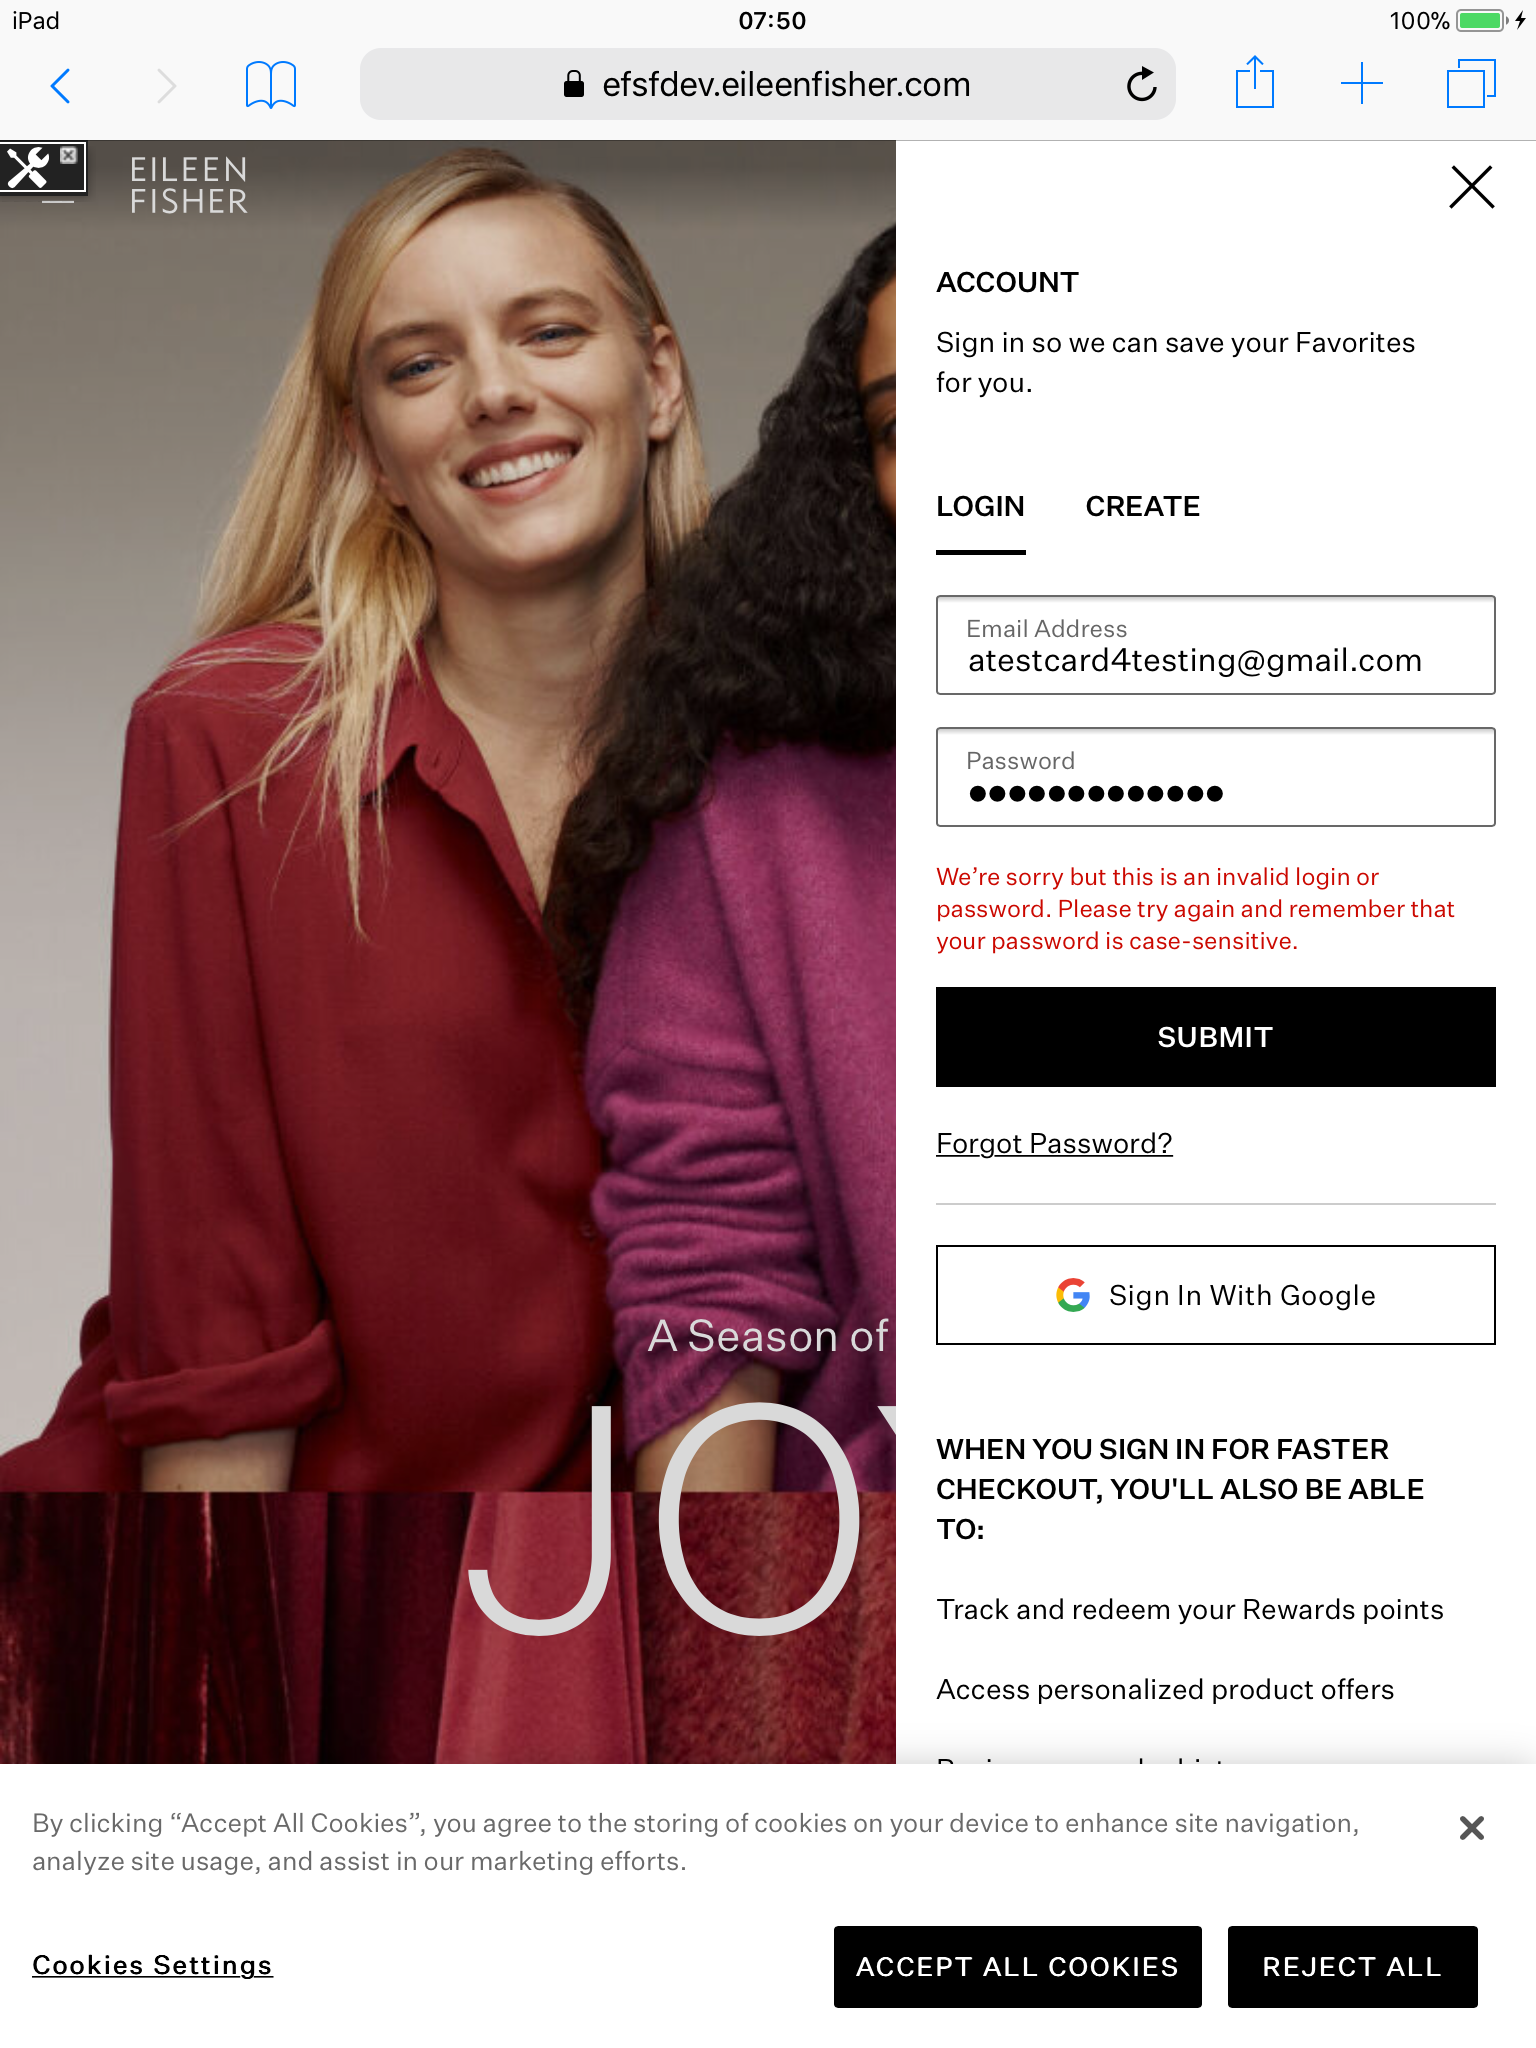 iPad
07:50
100%
efsfdev.eileenfisher.com
EILEEN
FISHER
ACCOUNT
Sign in so we can save your Favorites
for you.
LOGIN
CREATE
Email Address
atestcard4testing@gmail.com
Password
We’re sorry but this is an invalid login or
password. Please try again and remember that
your password is case-sensitive.
SUBMIT
Forgot Password?
Sign In With Google
A Season of
JOY
WHEN YOU SIGN IN FOR FASTER
CHECKOUT, YOU'LL ALSO BE ABLE
TO:
Track and redeem your Rewards points
Access personalized product offers
By clicking “Accept All Cookies”, you agree to the storing of cookies on your device to enhance site navigation,
analyze site usage, and assist in our marketing efforts.
Cookies Settings
ACCEPT ALL COOKIES
REJECT ALL